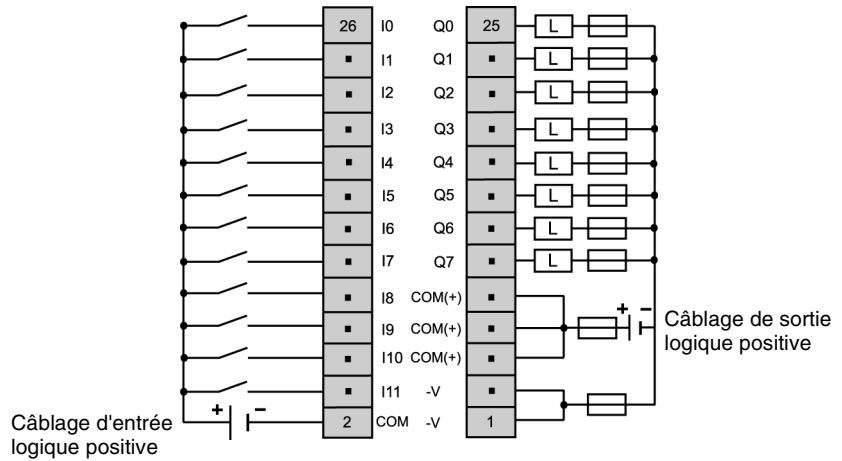 26 I0 Q0 25 L
I1 Q1 L
I2 Q2 L
I3 Q3 L
I4 Q4 L
I5 Q5 L
I6 Q6 L
I7 Q7 L
I8 COM(+)
+ −
I9 COM(+)
I10 COM(+)
Câblage de sortie
logique positive
I11 -V
+ −
2 COM -V 1
Câblage d'entrée
logique positive